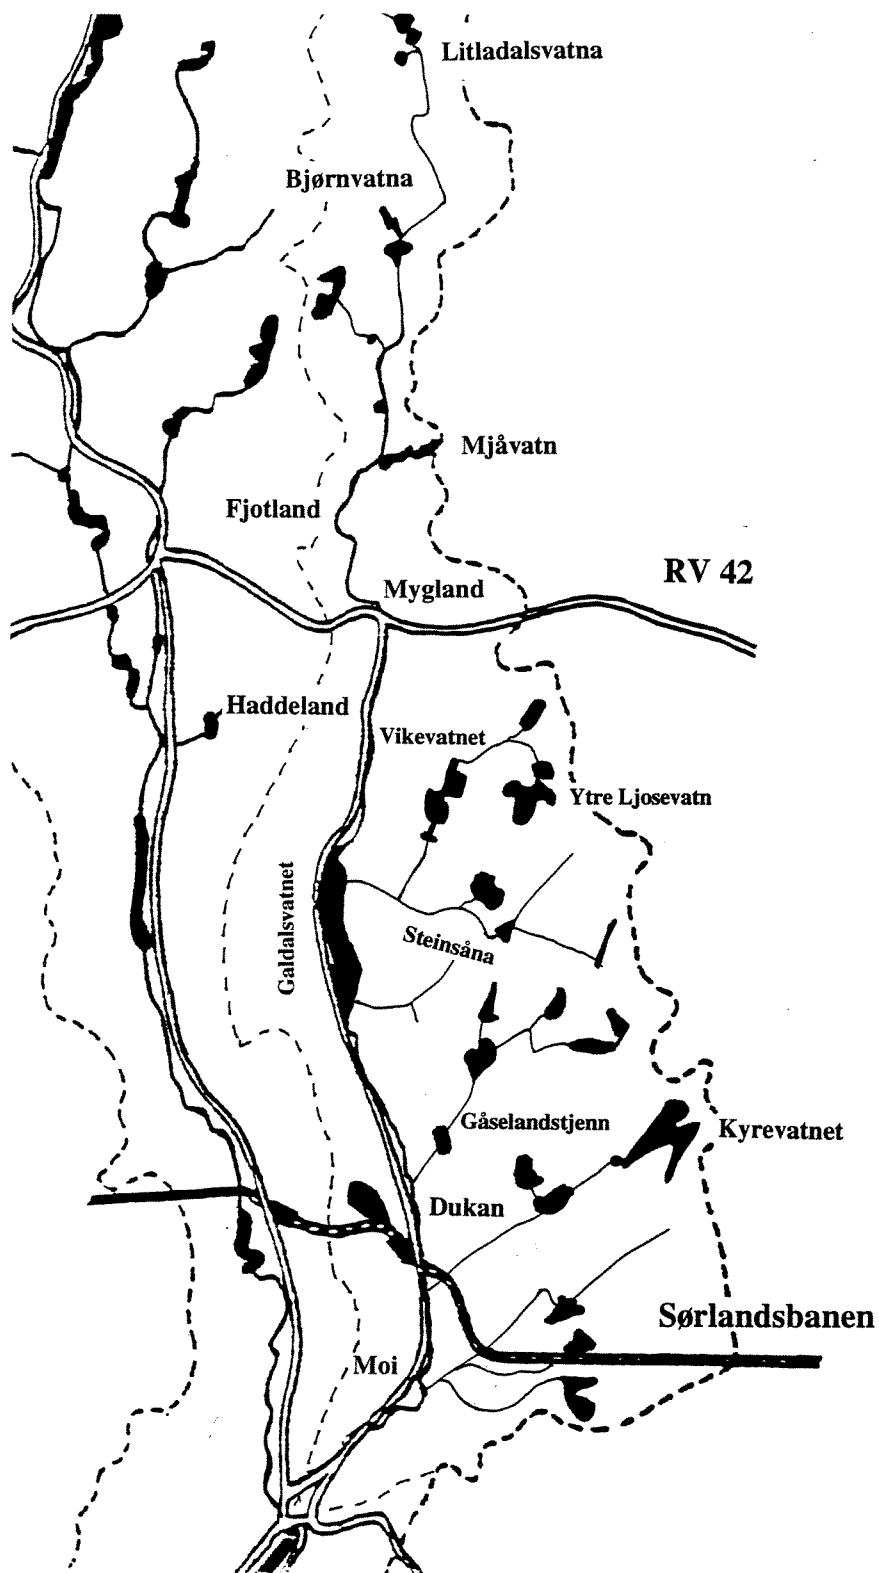 Litladalsvatna
Bjørnvatna
Mjåvatn
Fjotland
RV 42
Mygland
Haddeland
Vikevatnet
Ytre Ljosevatn
Galdalsvatnet
Steinsåna
Gåselandstjenn
Kyrevatnet
Dukan
Sørlandsbanen
Moi